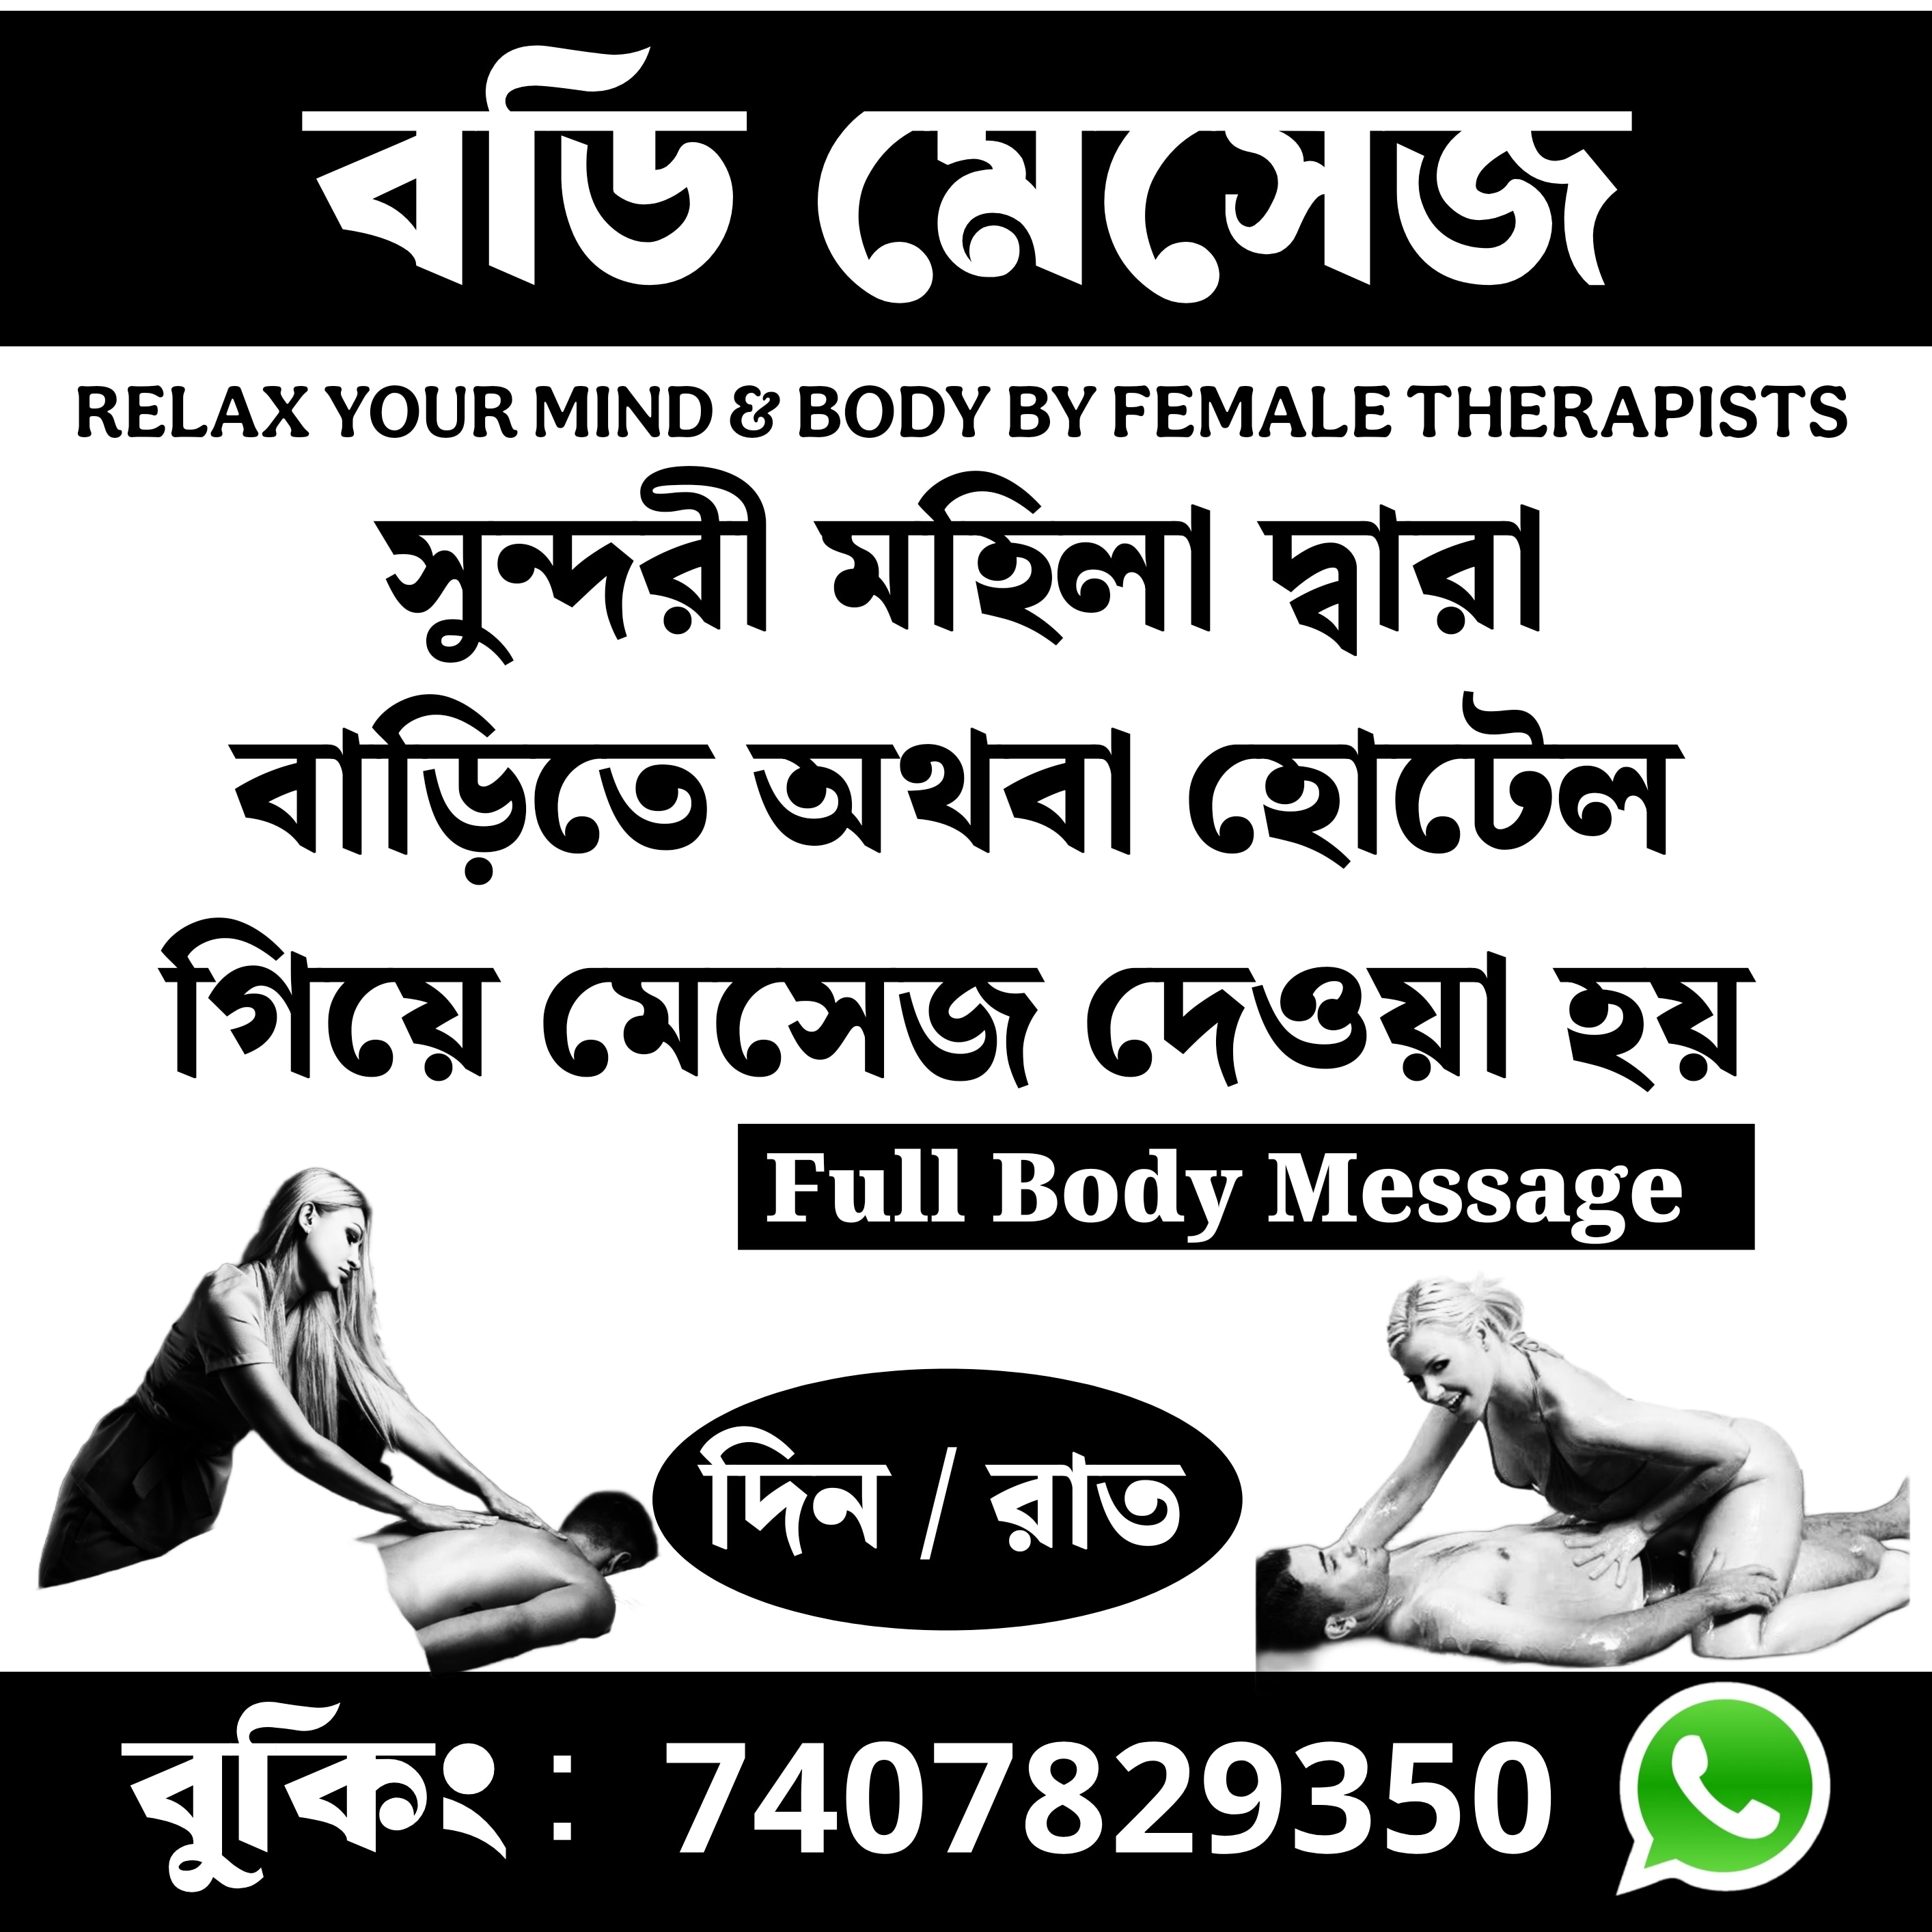 বডি মেসেজ
RELAX YOUR MIND & BODY BY FEMALE THERAPISTS
সুন্দরী মহিলা দ্বারা
বাড়িতে অথবা হোটেল
গিয়ে মেসেজ দেওয়া হয়
Full Body Message
দিন / রাত
বুকিং : 7407829350